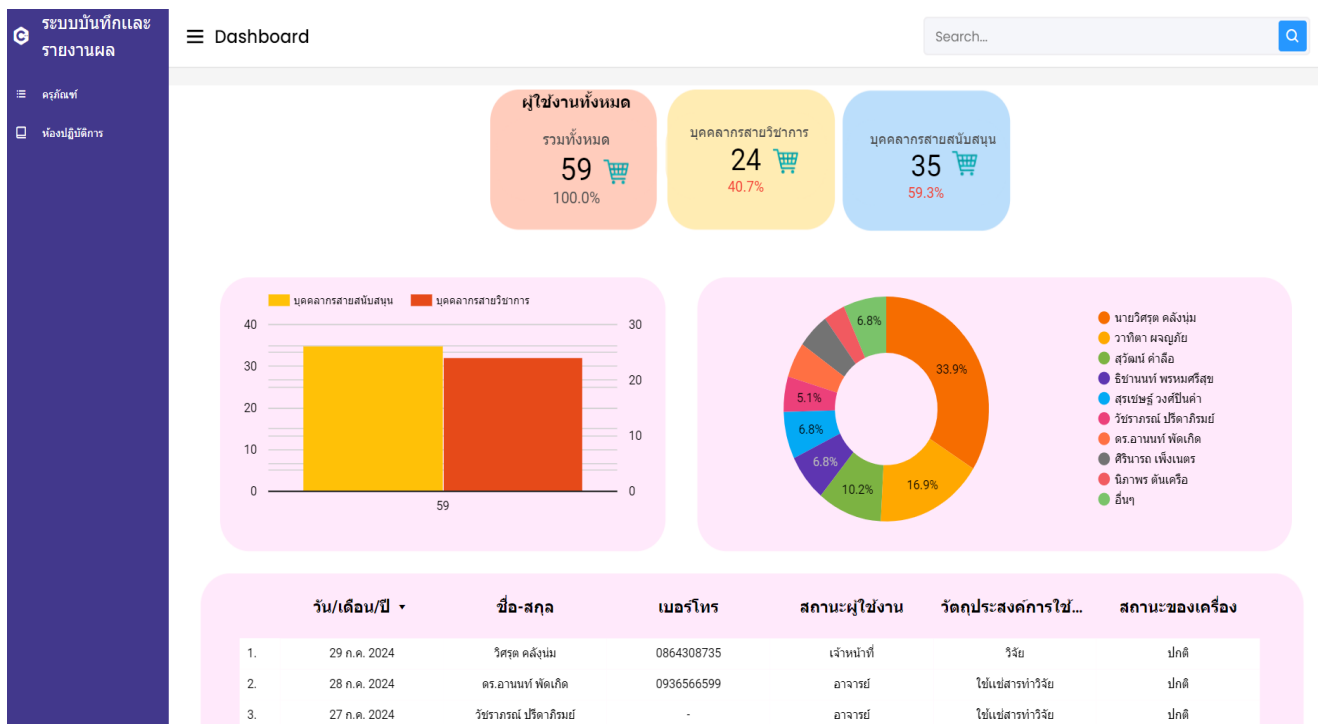 ระบบบันทึกและ
รายงานผล
ครุภัณฑ์
ห้องปฏิบัติการ
Dashboard
Search...
ผู้ใช้งานทั้งหมด
รวมทั้งหมด
59
100.0%
บุคคลากรสายวิชาการ
24
40.7%
บุคคลากรสายสนับสนุน
35
59.3%
บุคคลากรสายสนับสนุน บุคคลากรสายวิชาการ
40 30
30
20
20
10
10
0 0
59
6.8%
33.9%
5.1%
6.8%
6.8%
10.2%
16.9%
นายวิศรุต คลังนุ่ม
วาทิตา ผจญภัย
สุวัฒน์ คำลือ
ธิชานนท์ พรหมศรีสุข
สุรเชษฐ์ วงศ์ปินคำ
วัชราภรณ์ ปรีดาภิรมย์
ดร.อานนท์ พัดเกิด
ศิรินารถ เพ็งเนตร
นิภาพร ตันเครือ
อื่นๆ
วัน/เดือน/ปี ชื่อ-สกุล เบอร์โทร สถานะผู้ใช้งาน วัตถุประสงค์การใช้... สถานะของเครื่อง
1. 29 ก.ค. 2024 วิศรุต คลังนุ่ม 0864308735 เจ้าหน้าที่ วิจัย ปกติ
2. 28 ก.ค. 2024 ดร.อานนท์ พัดเกิด 0936566599 อาจารย์ ใช้แช่สารทำวิจัย ปกติ
3. 27 ก.ค. 2024 วัชราภรณ์ ปรีดาภิรมย์ - อาจารย์ ใช้แช่สารทำวิจัย ปกติ